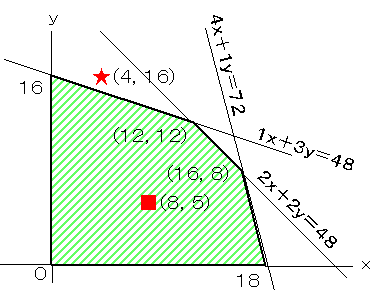 y
4x+1y=72
★(4, 16)
16
(12, 12)
1x+3y=48
(16, 8)
2x+2y=48
■(8, 5)
x
0
18